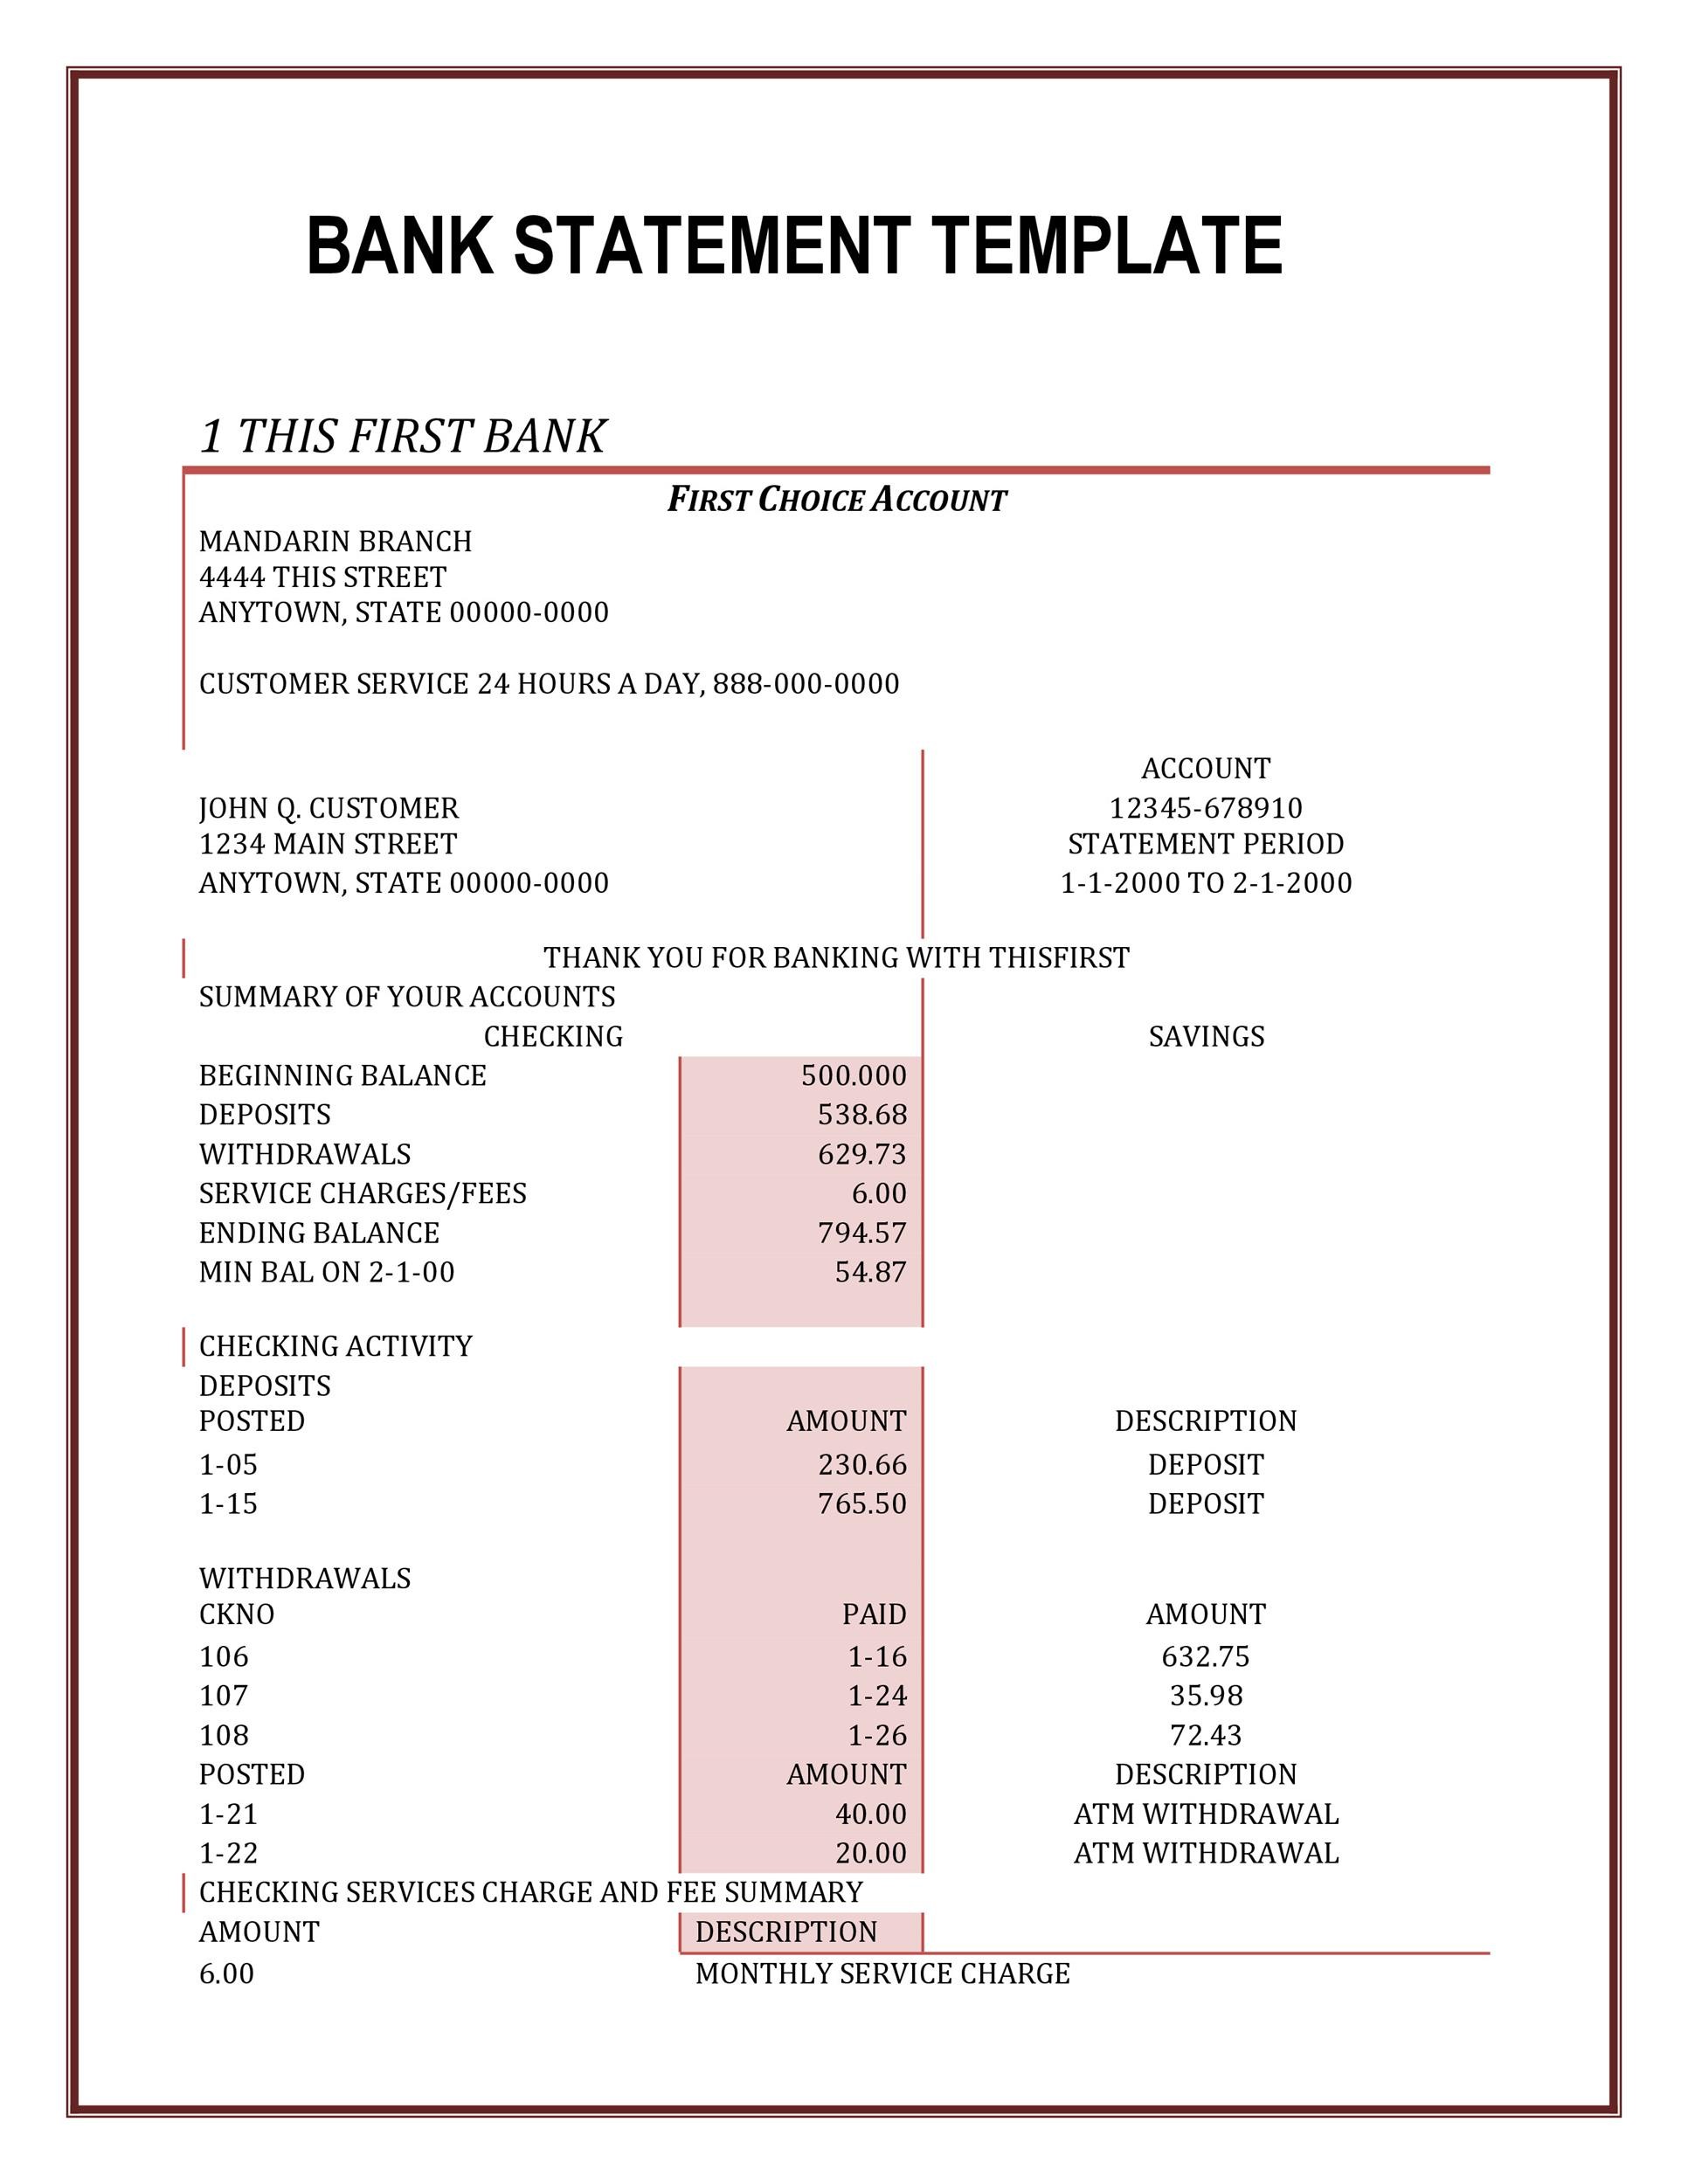 BANK STATEMENT TEMPLATE
1 THIS FIRST BANK
FIRST CHOICE ACCOUNT
MANDARIN BRANCH
4444 THIS STREET
ANYTOWN, STATE 00000-0000
CUSTOMER SERVICE 24 HOURS A DAY, 888-000-0000
ACCOUNT
JOHN Q. CUSTOMER 12345-678910
1234 MAIN STREET STATEMENT PERIOD
ANYTOWN, STATE 00000-0000 1-1-2000 TO 2-1-2000
THANK YOU FOR BANKING WITH THISFIRST
SUMMARY OF YOUR ACCOUNTS
CHECKING SAVINGS
BEGINNING BALANCE 500.000
DEPOSITS 538.68
WITHDRAWALS 629.73
SERVICE CHARGES/FEES 6.00
ENDING BALANCE 794.57
MIN BAL ON 2-1-00 54.87
CHECKING ACTIVITY
DEPOSITS
POSTED AMOUNT DESCRIPTION
1-05 230.66 DEPOSIT
1-15 765.50 DEPOSIT
WITHDRAWALS
CKNO PAID AMOUNT
106 1-16 632.75
107 1-24 35.98
108 1-26 72.43
POSTED AMOUNT DESCRIPTION
1-21 40.00 ATM WITHDRAWAL
1-22 20.00 ATM WITHDRAWAL
CHECKING SERVICES CHARGE AND FEE SUMMARY
AMOUNT DESCRIPTION
6.00 MONTHLY SERVICE CHARGE